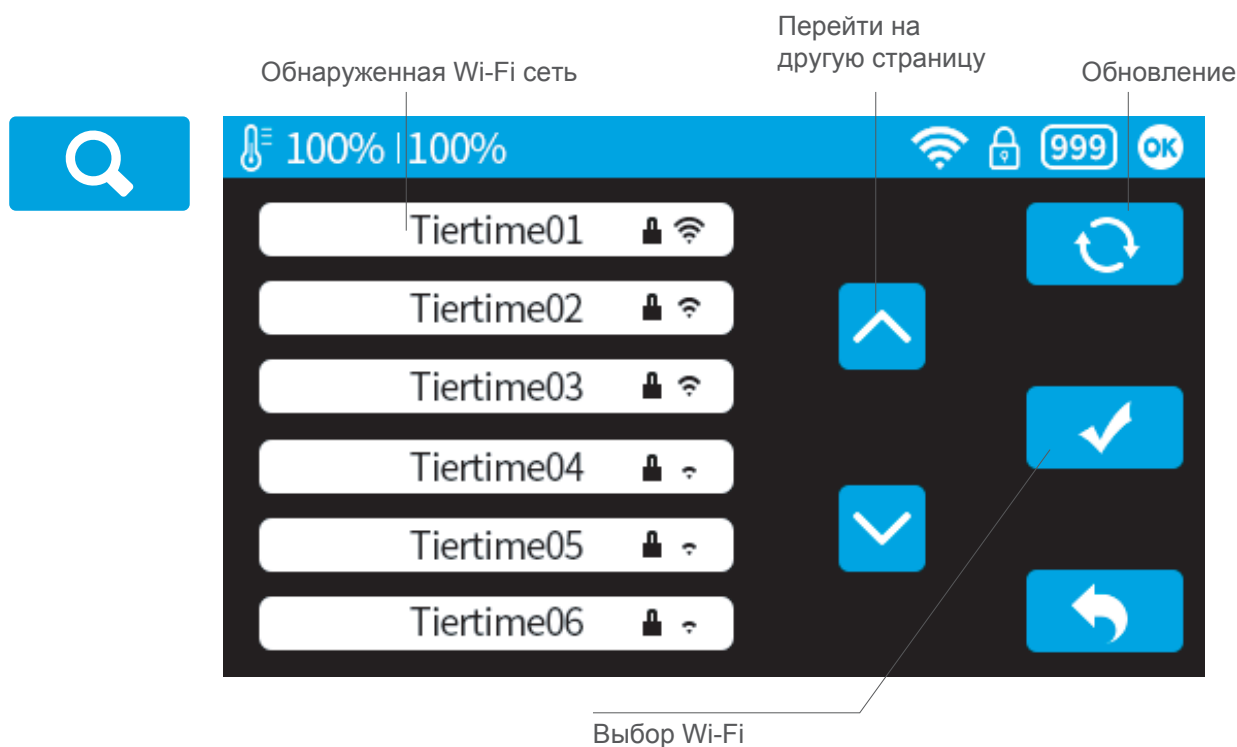 Перейти на
другую страницу
Обнаруженная Wi-Fi сеть
Обновление
100% | 100%
999
OK
Tiertime01
Tiertime02
Tiertime03
Tiertime04
Tiertime05
Tiertime06
Выбор Wi-Fi